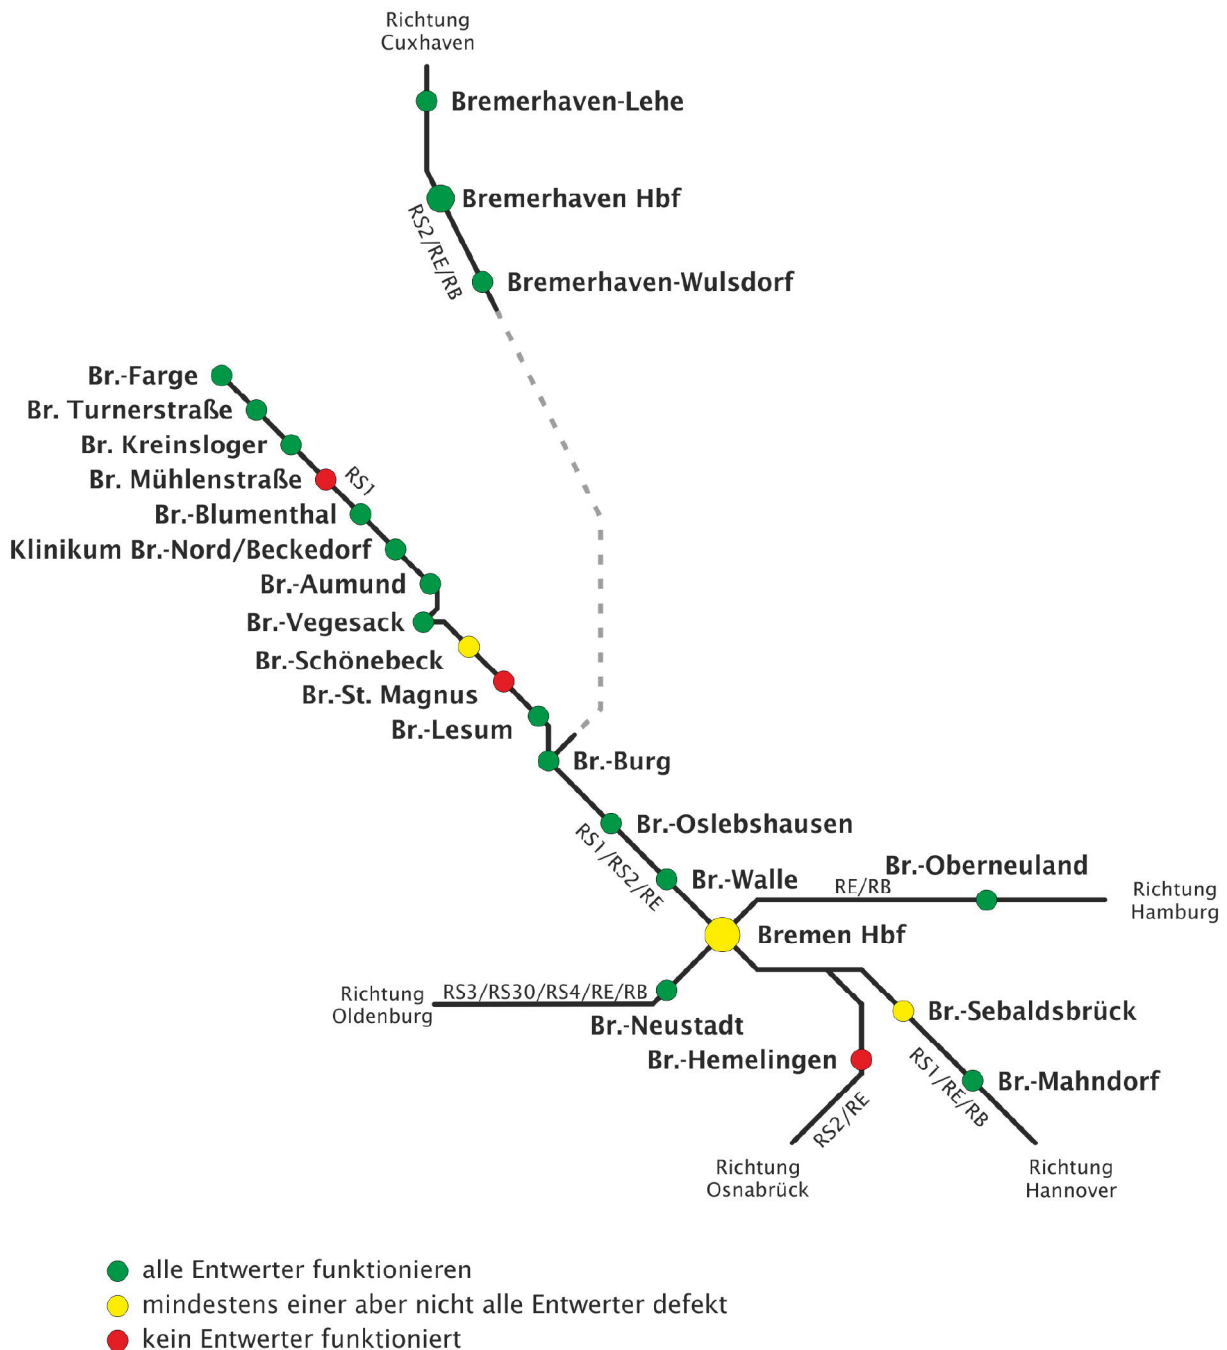 Richtung
Cuxhaven
Bremerhaven-Lehe
Bremerhaven Hbf
RS2/RE/RB
Bremerhaven-Wulsdorf
Br.-Farge
Br. Turnerstraße
Br. Kreinsloger
Br. Mühlenstraße
RS1
Br.-Blumenthal
Klinikum Br.-Nord/Beckedorf
Br.-Aumund
Br.-Vegesack
Br.-Schönebeck
Br.-St. Magnus
Br.-Lesum
Br.-Burg
Br.-Oslebshausen
RS1/RS2/RE
Br.-Walle
Br.-Oberneuland
RE/RB
Richtung
Hamburg
Bremen Hbf
RS3/RS30/RS4/RE/RB
Richtung
Oldenburg
Br.-Neustadt
Br.-Sebaldsbrück
Br.-Hemelingen
RS1/RE/RB
Br.-Mahndorf
RS2/RE
Richtung
Osnabrück
Richtung
Hannover
alle Entwerter funktionieren
mindestens einer aber nicht alle Entwerter defekt
kein Entwerter funktioniert